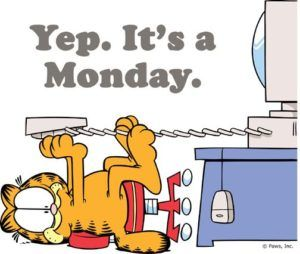 Yep. It's a
Monday.
© Paws, Inc.